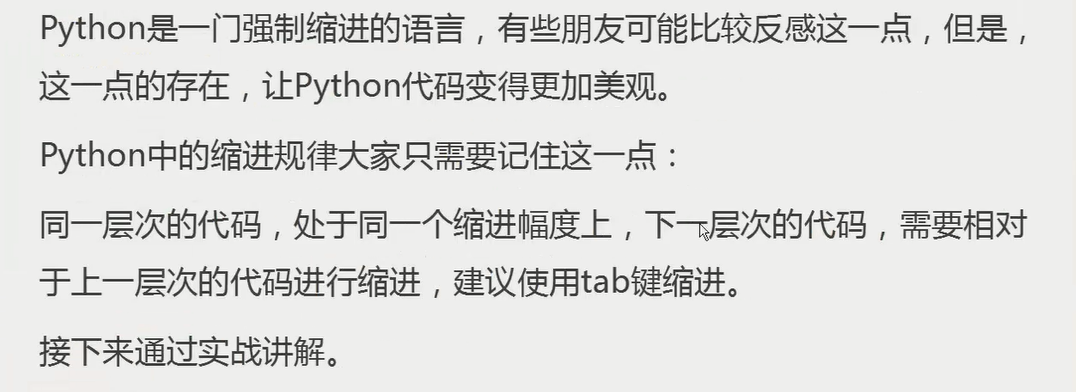 Python是一门强制缩进的语言，有些朋友可能比较反感这一点，但是，
这一点的存在，让Python代码变得更加美观。
Python中的缩进规律大家只需要记住这一点：
同一层次的代码，处于同一个缩进幅度上，下一层次的代码，需要相对
于上一层次的代码进行缩进，建议使用tab键缩进。
接下来通过实战讲解。